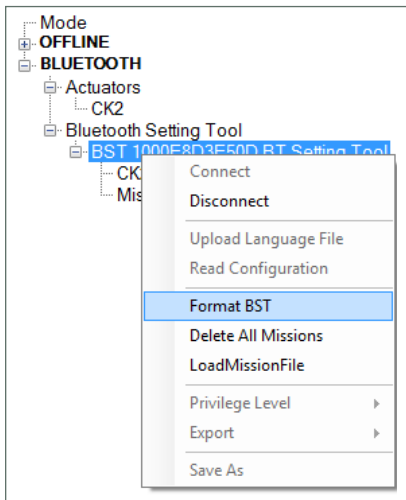 Mode
OFFLINE
BLUETOOTH
Actuators
CK2
Bluetooth Setting Tool
BST 1000E8D3E50D BT Setting Tool
Connect
Disconnect
Upload Language File
Read Configuration
Format BST
Delete All Missions
LoadMissionFile
Privilege Level
Export
Save As